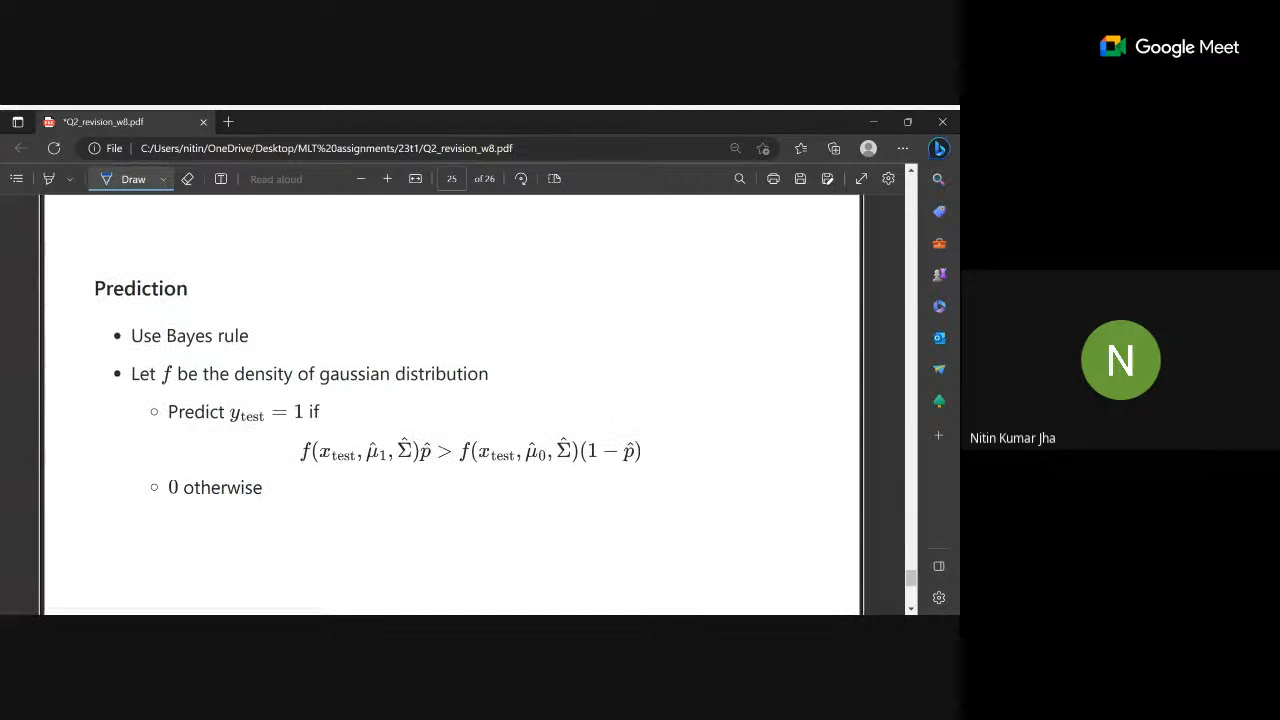 Google Meet
*Q2_revision_w8.pdf
File C:/Users/nitin/OneDrive/Desktop/MLT%20assignments/23t1/Q2_revision_w8.pdf
Draw Read aloud 25 of 26
Prediction
• Use Bayes rule
• Let f be the density of gaussian distribution
◦ Predict y_test = 1 if
f(x_test, μ̂₁, Σ̂)p̂ > f(x_test, μ̂₀, Σ̂)(1 − p̂)
◦ 0 otherwise
N
Nitin Kumar Jha